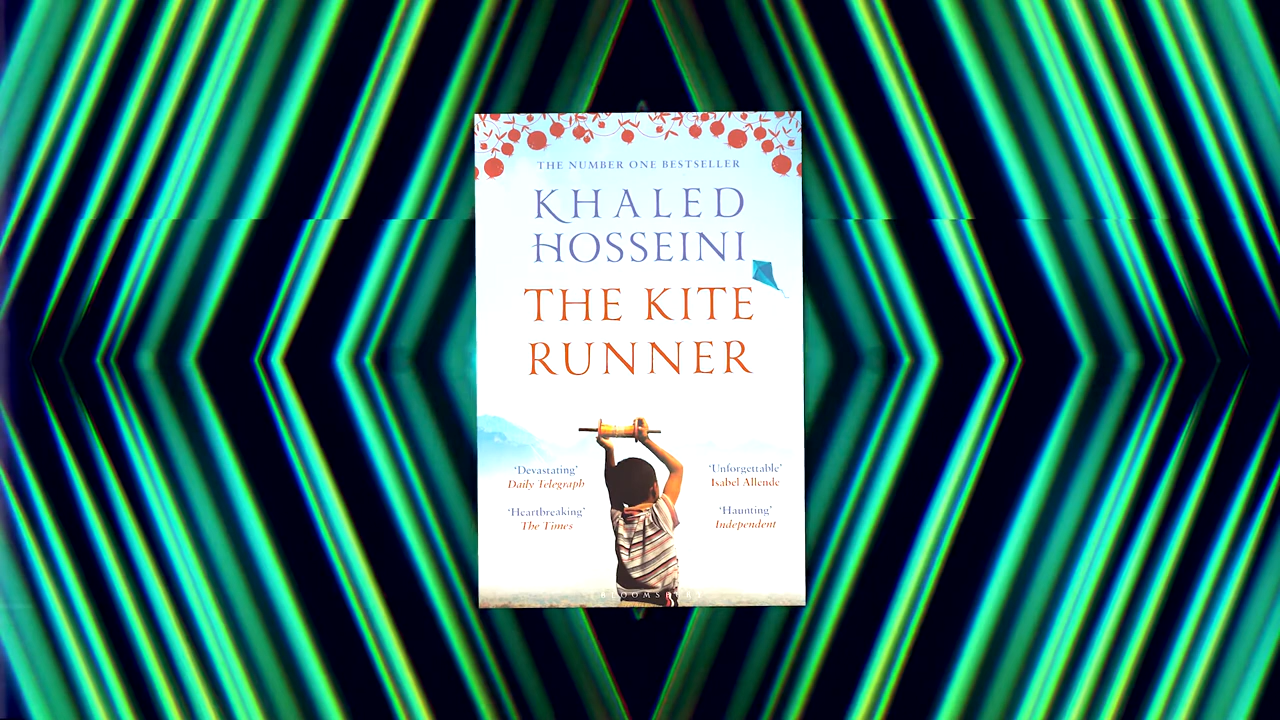 THE NUMBER ONE BESTSELLER
KHALED
HOSSEINI
THE KITE
RUNNER
'Devastating'
Daily Telegraph
'Heartbreaking'
The Times
'Unforgettable'
Isabel Allende
'Haunting'
Independent
BLOOMSBURY